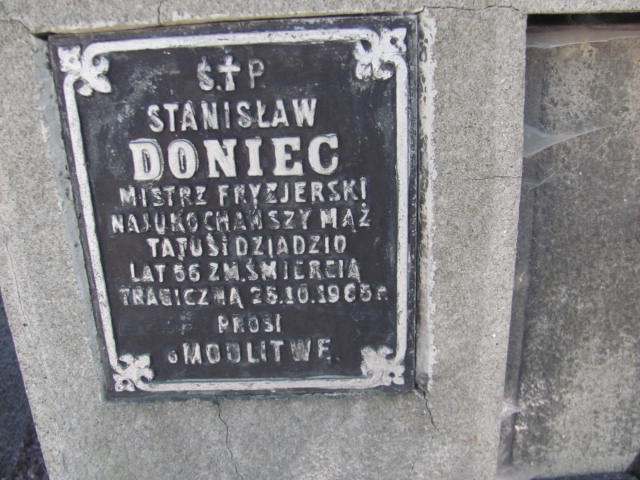 Ś.†P.
STANISŁAW
DONIEC
MISTRZ FRYZJERSKI
NAJUKOCHAŃSZY MĄŻ
TATUŚ I DZIADZIO
LAT 56 ZM. ŚMIERCIĄ
TRAGICZNĄ 25.10.1965 r.
PROSI
o MODLITWĘ.